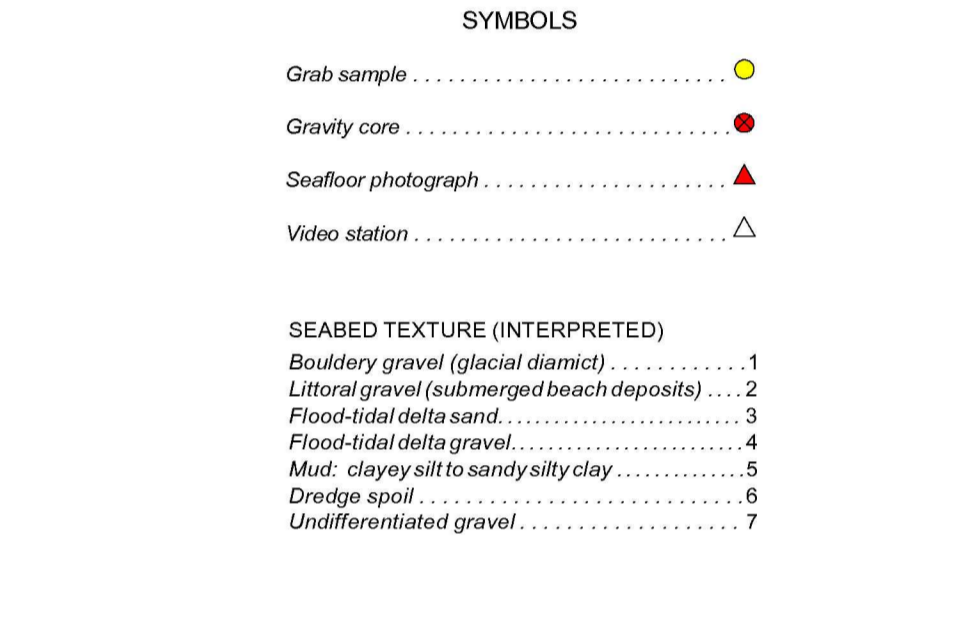 SYMBOLS
Grab sample . . . . . . . . . . . . . . . . . . . . . . . . . . .
Gravity core . . . . . . . . . . . . . . . . . . . . . . . . . . . .
Seafloor photograph . . . . . . . . . . . . . . . . . . . . .
Video station . . . . . . . . . . . . . . . . . . . . . . . . . . .
SEABED TEXTURE (INTERPRETED)
Bouldery gravel (glacial diamict) . . . . . . . . . . . . 1
Littoral gravel (submerged beach deposits) . . . . 2
Flood-tidal delta sand. . . . . . . . . . . . . . . . . . . . . . . . . 3
Flood-tidal delta gravel. . . . . . . . . . . . . . . . . . . . . . . . 4
Mud: clayey silt to sandy silty clay . . . . . . . . . . . . . . 5
Dredge spoil . . . . . . . . . . . . . . . . . . . . . . . . . . . . 6
Undifferentiated gravel . . . . . . . . . . . . . . . . . . . 7